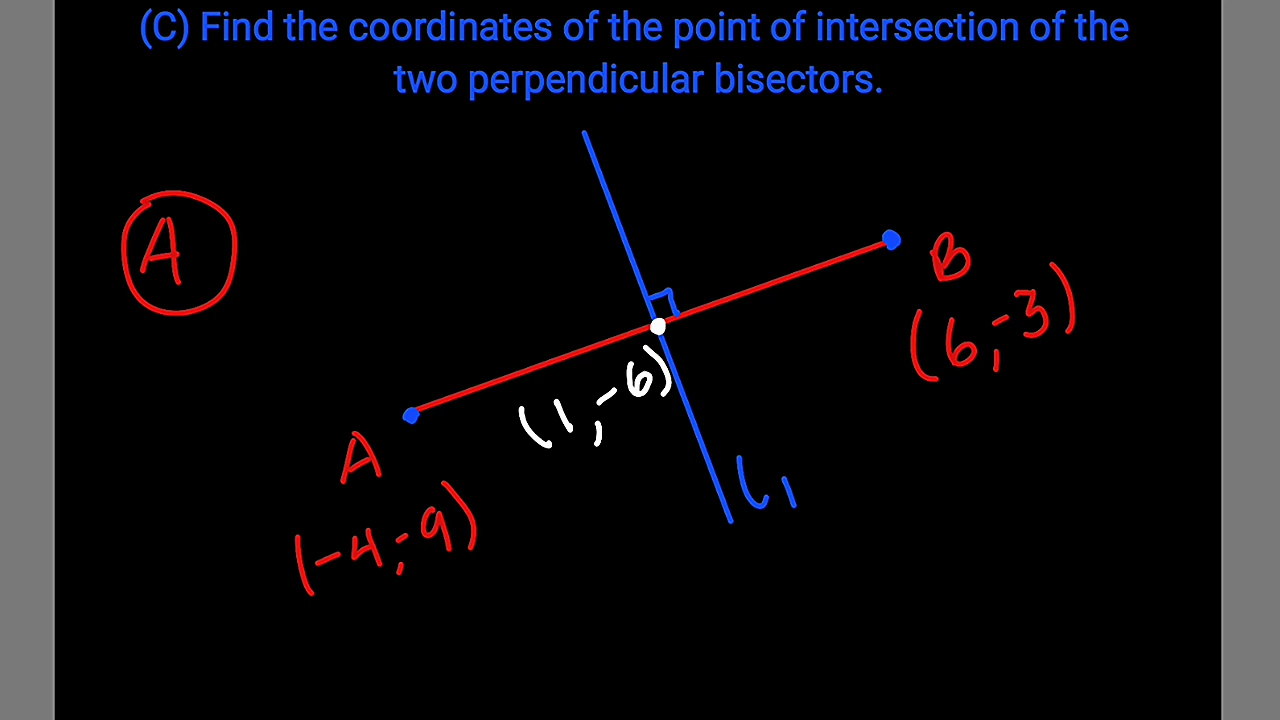 (C) Find the coordinates of the point of intersection of the
two perpendicular bisectors.
A
B
(6,-3)
(1,-6)
A
(-4,-9)
L1